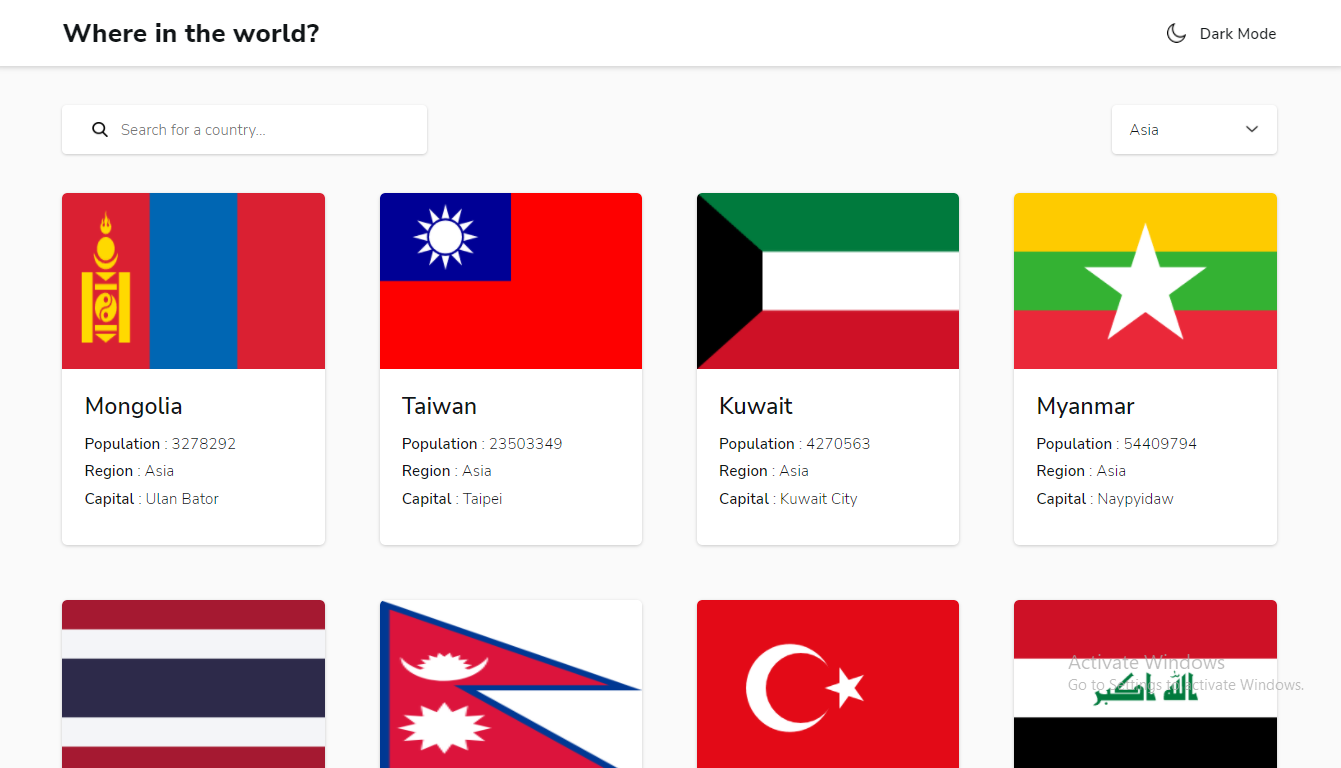 Where in the world?
Dark Mode
Search for a country...
Asia
Mongolia
Population : 3278292
Region : Asia
Capital : Ulan Bator
Taiwan
Population : 23503349
Region : Asia
Capital : Taipei
Kuwait
Population : 4270563
Region : Asia
Capital : Kuwait City
Myanmar
Population : 54409794
Region : Asia
Capital : Naypyidaw
الله اكبر
Activate Windows
Go to Settings to activate Windows.